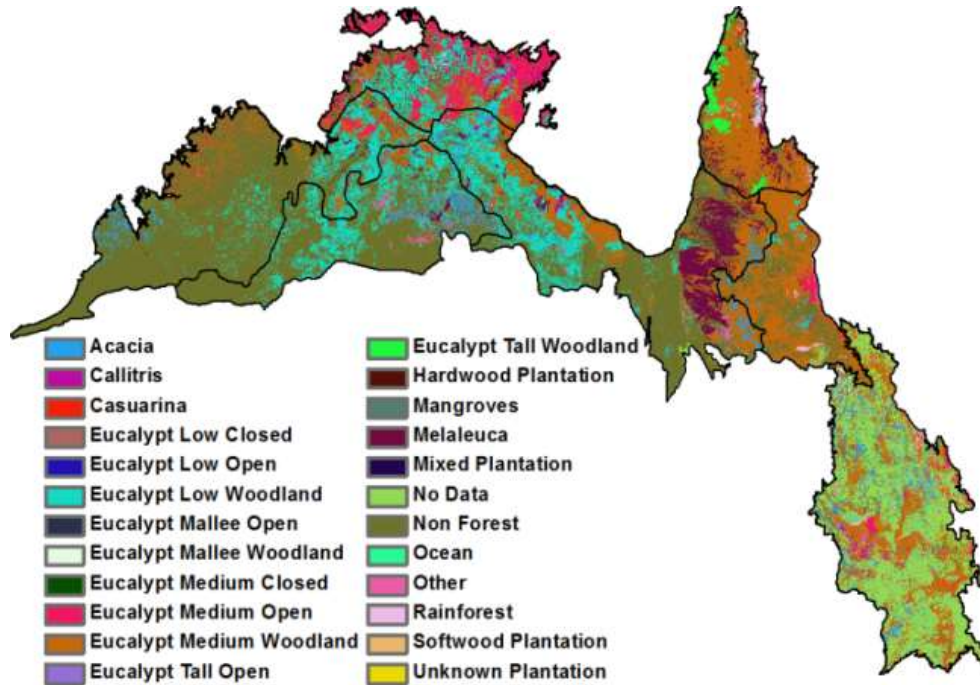 Acacia
Callitris
Casuarina
Eucalypt Low Closed
Eucalypt Low Open
Eucalypt Low Woodland
Eucalypt Mallee Open
Eucalypt Mallee Woodland
Eucalypt Medium Closed
Eucalypt Medium Open
Eucalypt Medium Woodland
Eucalypt Tall Open
Eucalypt Tall Woodland
Hardwood Plantation
Mangroves
Melaleuca
Mixed Plantation
No Data
Non Forest
Ocean
Other
Rainforest
Softwood Plantation
Unknown Plantation